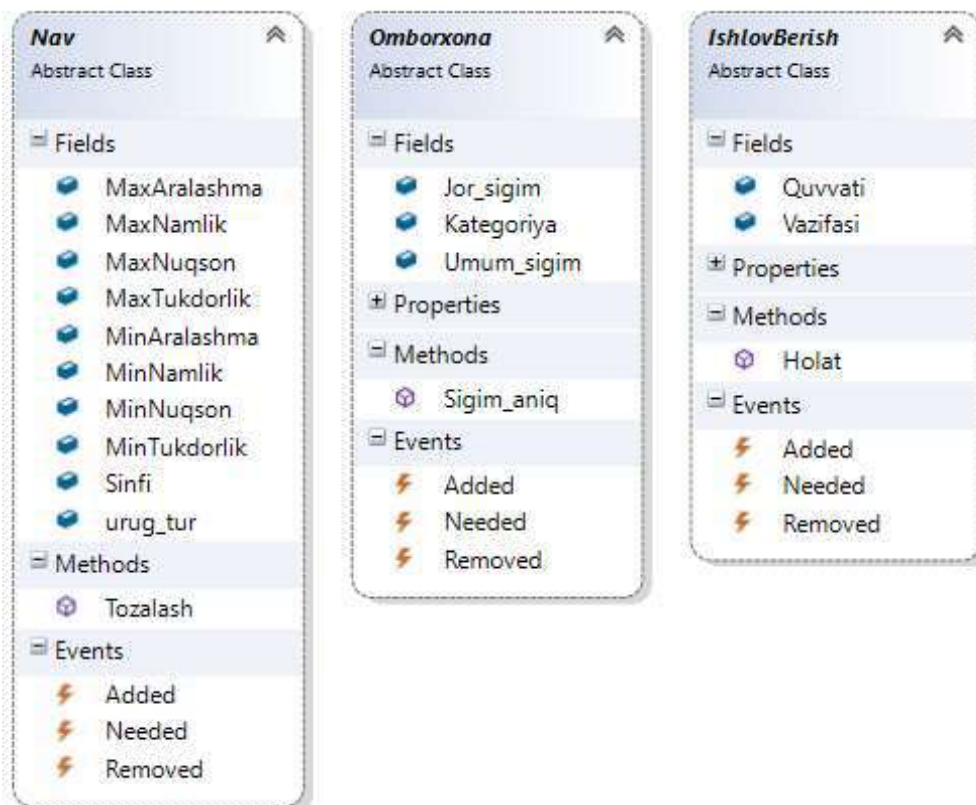 Nav
Abstract Class
Fields
MaxAralashma
MaxNamlik
MaxNuqson
MaxTukdorlik
MinAralashma
MinNamlik
MinNuqson
MinTukdorlik
Sinfi
urug_tur
Methods
Tozalash
Events
Added
Needed
Removed
Omborxona
Abstract Class
Fields
Jor_sigim
Kategoriya
Umum_sigim
Properties
Methods
Sigim_aniq
Events
Added
Needed
Removed
IshlovBerish
Abstract Class
Fields
Quvvati
Vazifasi
Properties
Methods
Holat
Events
Added
Needed
Removed